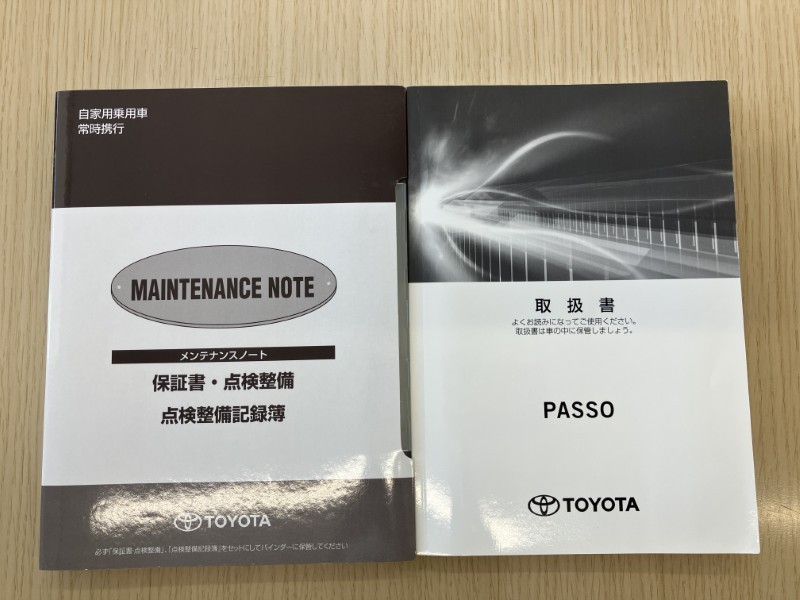 自家用乗用車
常時携行
MAINTENANCE NOTE
メンテナンスノート
保証書・点検整備
点検整備記録簿
TOYOTA
必ず「保証書・点検整備」、「点検整備記録簿」をセットにしてバインダーに保管してください
取扱書
よくお読みになってご使用ください。
取扱書は車の中に保管しましょう。
PASSO
TOYOTA